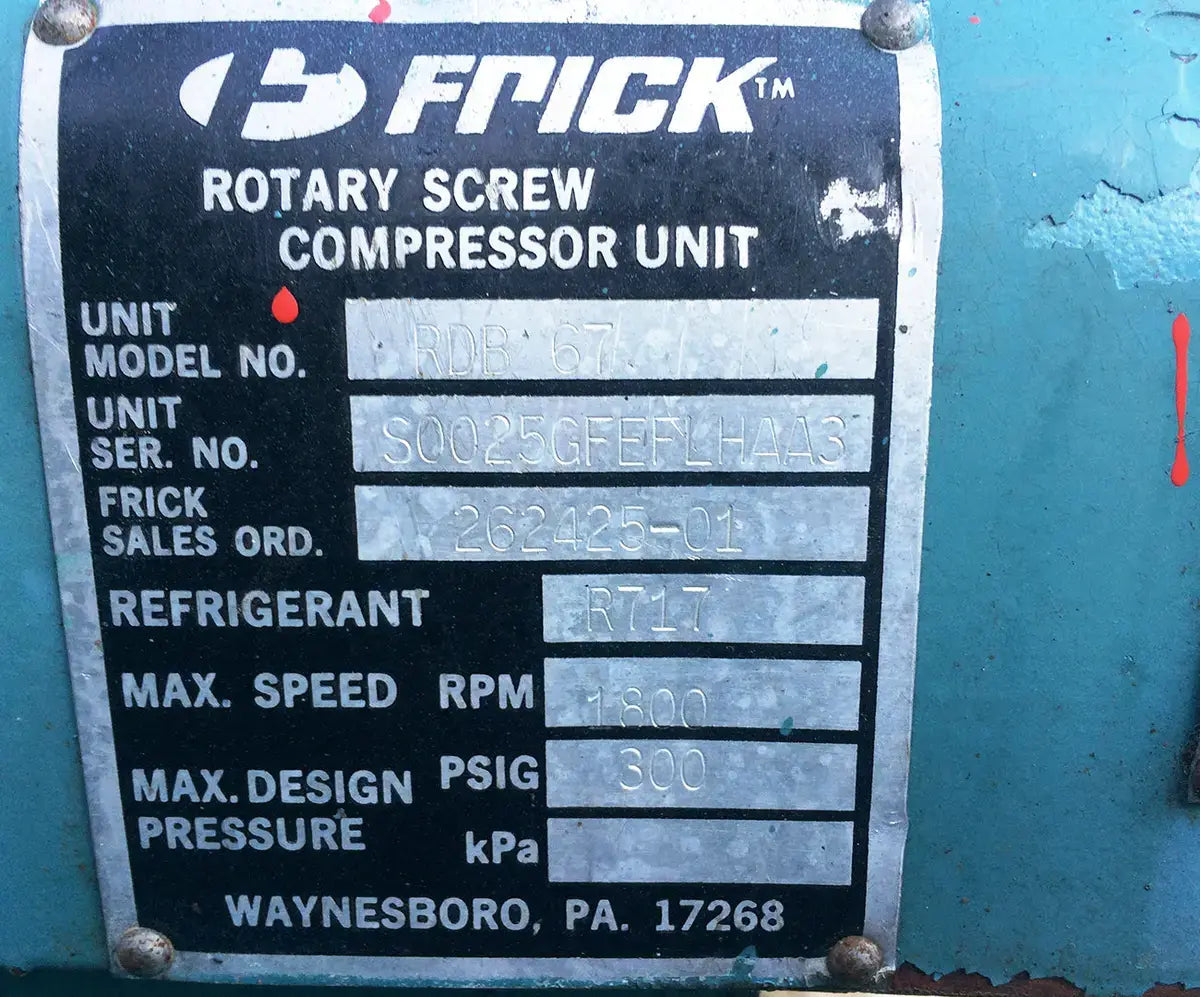 FRICK™
ROTARY SCREW
COMPRESSOR UNIT
UNIT
MODEL NO. RDB 67
UNIT
SER. NO. S0025GFEFLHAA3
FRICK
SALES ORD. 262425-01
REFRIGERANT R717
MAX. SPEED RPM 1800
MAX. DESIGN PSIG 300
PRESSURE kPa
WAYNESBORO, PA. 17268